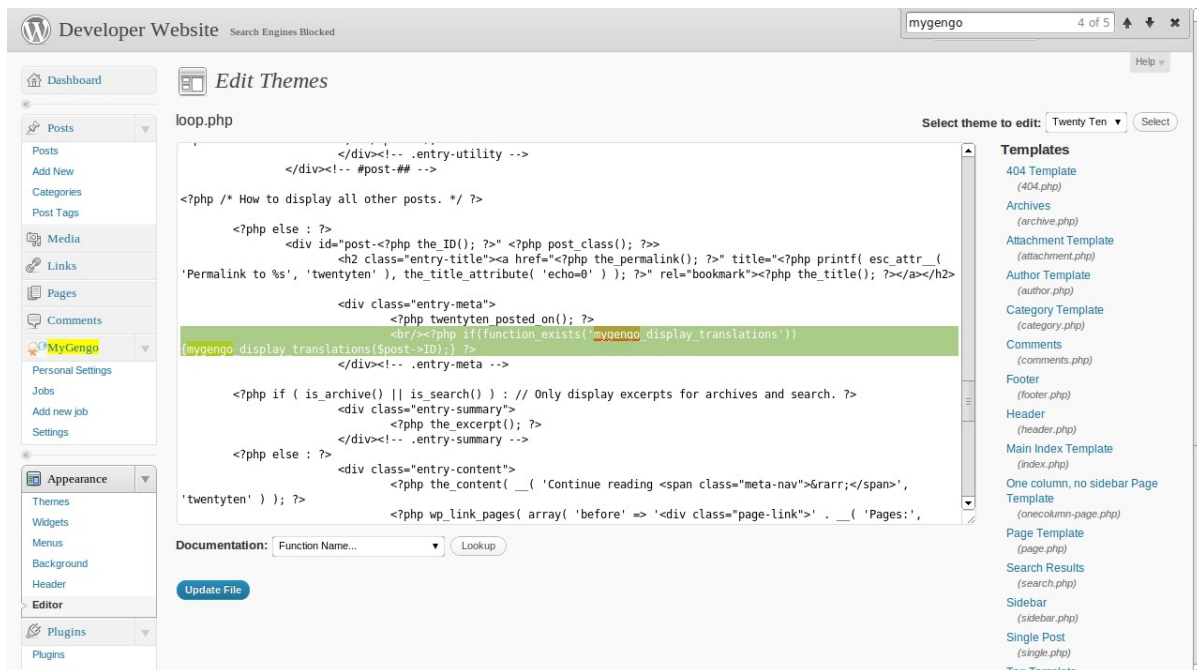 Developer Website Search Engines Blocked
mygengo 4 of 5
Help
Dashboard
Edit Themes
loop.php
Select theme to edit: Twenty Ten Select
Posts
Posts
Add New
Categories
Post Tags
Media
Links
Pages
Comments
MyGengo
Personal Settings
Jobs
Add new job
Settings
Appearance
Themes
Widgets
Menus
Background
Header
Editor
Plugins
Plugins
</div><!-- .entry-utility -->
</div><!-- #post-## -->
<?php /* How to display all other posts. */ ?>
<?php else : ?>
<div id="post-<?php the_ID(); ?>" <?php post_class(); ?>>
<h2 class="entry-title"><a href="<?php the_permalink(); ?>" title="<?php printf( esc_attr__(
'Permalink to %s', 'twentyten' ), the_title_attribute( 'echo=0' ) ); ?>" rel="bookmark"><?php the_title(); ?></a></h2>
<div class="entry-meta">
<?php twentyten_posted_on(); ?>
<br/><?php if(function_exists('mygengo_display_translations'))
{mygengo_display_translations($post->ID);} ?>
</div><!-- .entry-meta -->
<?php if ( is_archive() || is_search() ) : // Only display excerpts for archives and search. ?>
<div class="entry-summary">
<?php the_excerpt(); ?>
</div><!-- .entry-summary -->
<?php else : ?>
<div class="entry-content">
<?php the_content( __( 'Continue reading <span class="meta-nav">&rarr;</span>',
'twentyten' ) ); ?>
<?php wp_link_pages( array( 'before' => '<div class="page-link">' . __( 'Pages:',
Documentation: Function Name... Lookup
Update File
Templates
404 Template
(404.php)
Archives
(archive.php)
Attachment Template
(attachment.php)
Author Template
(author.php)
Category Template
(category.php)
Comments
(comments.php)
Footer
(footer.php)
Header
(header.php)
Main Index Template
(index.php)
One column, no sidebar Page
Template
(onecolumn-page.php)
Page Template
(page.php)
Search Results
(search.php)
Sidebar
(sidebar.php)
Single Post
(single.php)